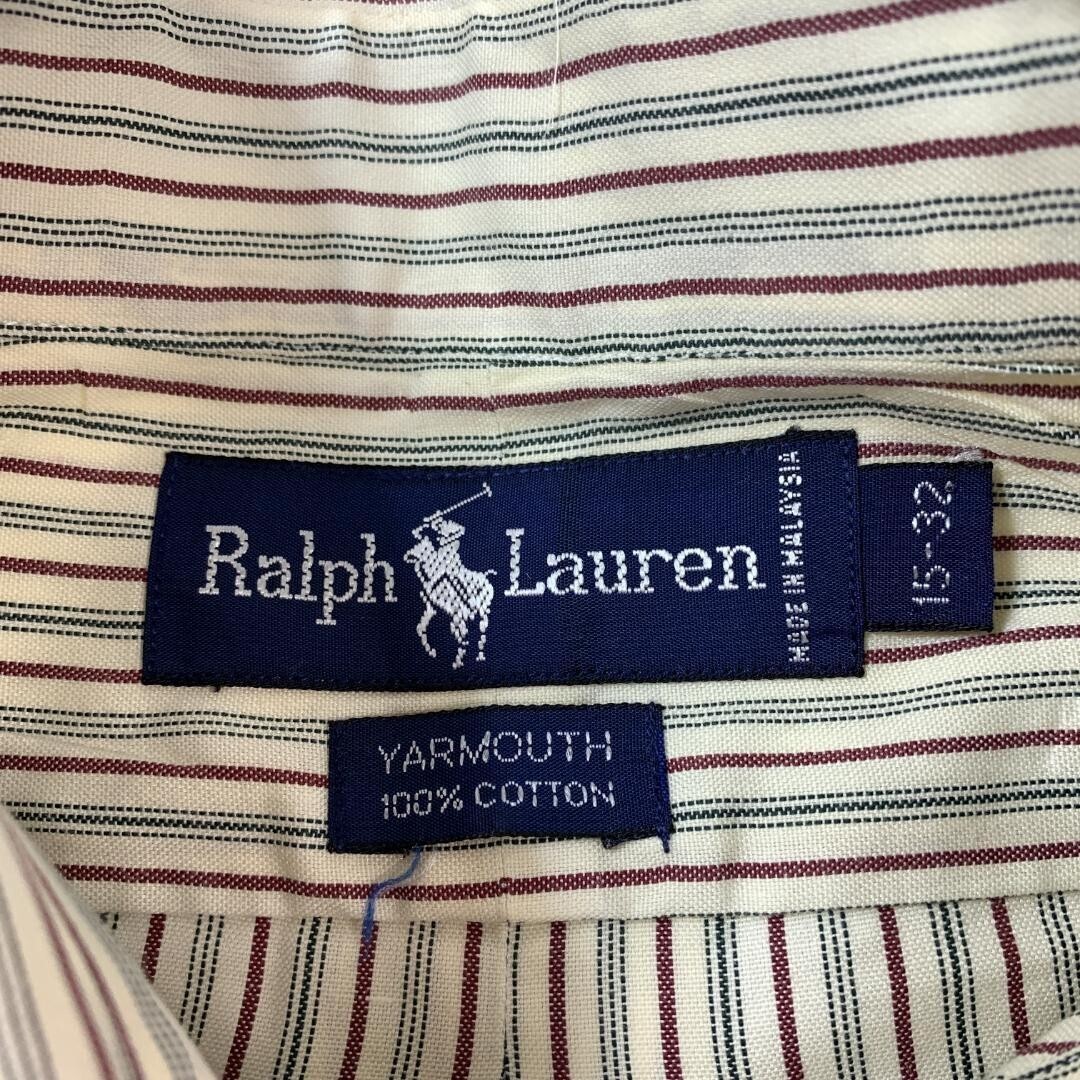 Ralph Lauren
MADE IN MALAYSIA
15-32
YARMOUTH
100% COTTON